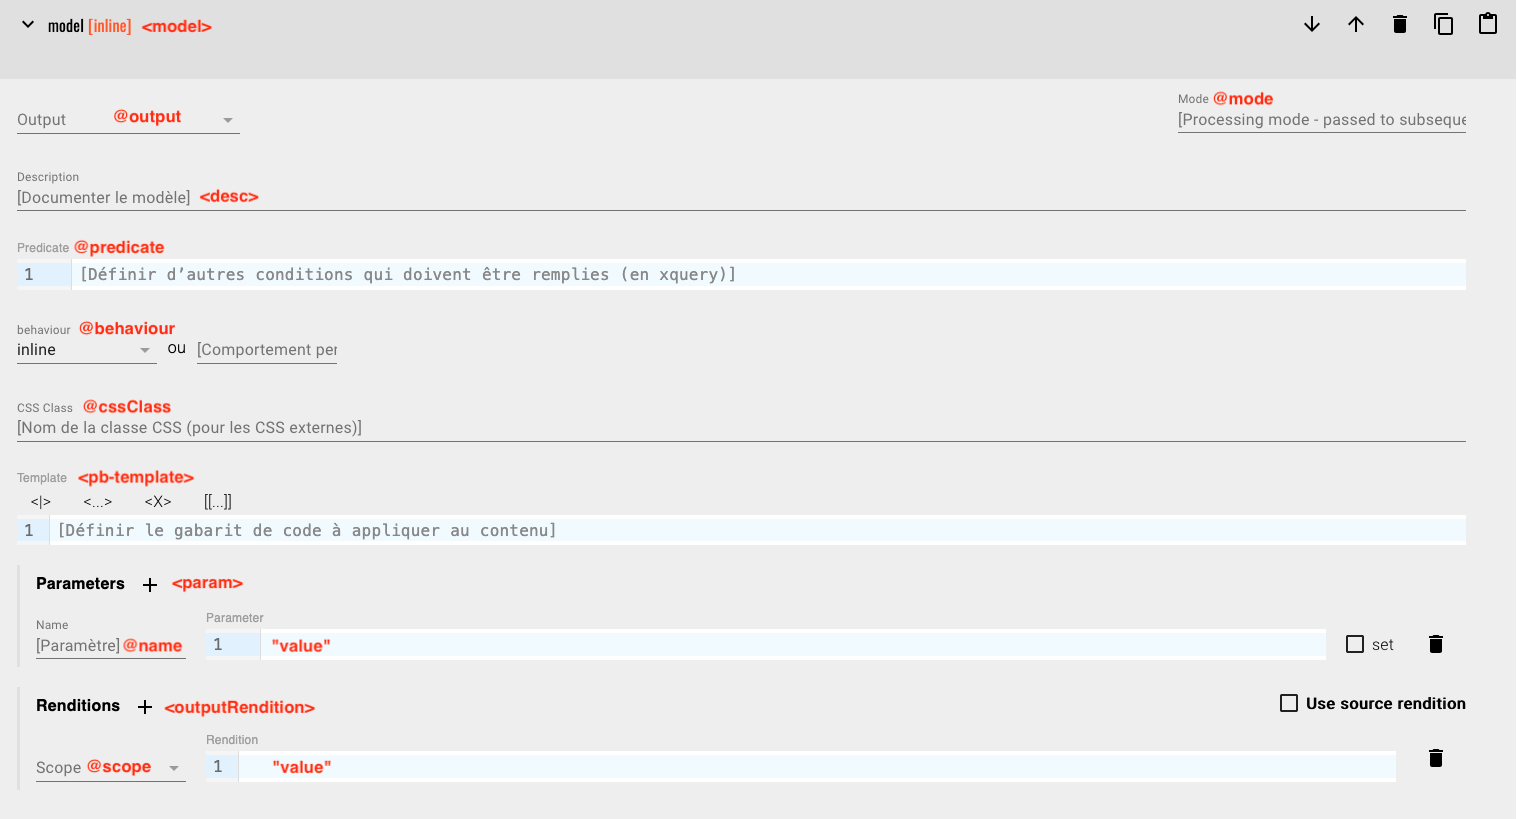 model [inline] <model>
Output @output
Mode @mode
[Processing mode - passed to subseque
Description
[Documenter le modèle] <desc>
Predicate @predicate
1 [Définir d’autres conditions qui doivent être remplies (en xquery)]
behaviour @behaviour
inline ou [Comportement per
CSS Class @cssClass
[Nom de la classe CSS (pour les CSS externes)]
Template <pb-template>
<|> <...> <X> [[...]]
1 [Définir le gabarit de code à appliquer au contenu]
Parameters + <param>
Name Parameter
[Paramètre] @name 1 "value" set
Renditions + <outputRendition> Use source rendition
Rendition
Scope @scope 1 "value"